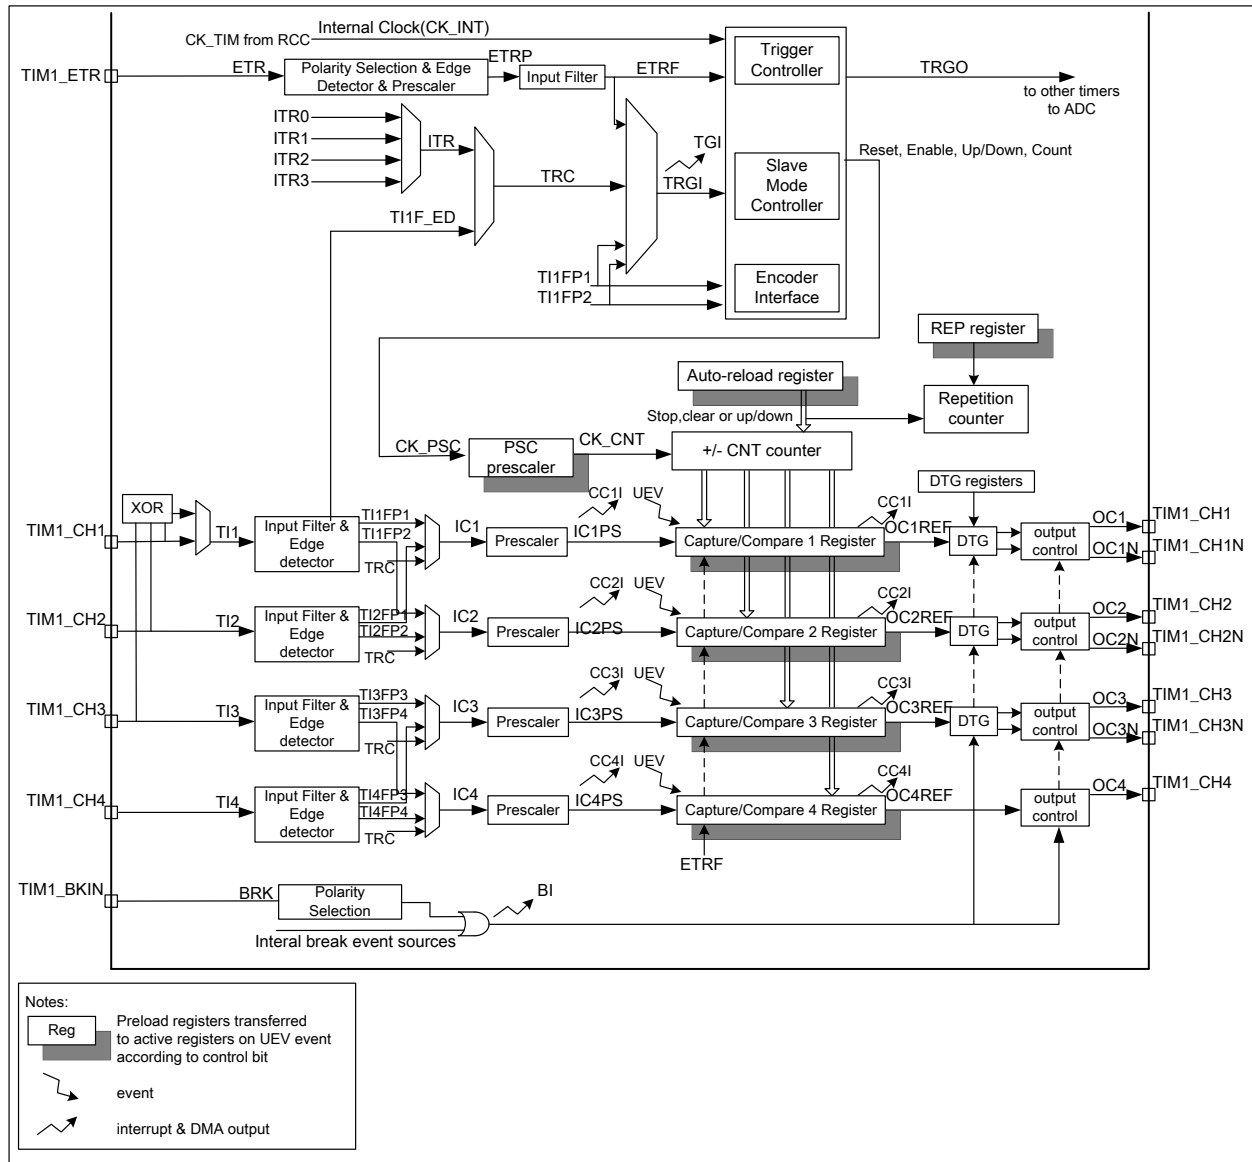 Internal Clock(CK_INT)
CK_TIM from RCC
TIM1_ETR
ETR
Polarity Selection & Edge
Detector & Prescaler
ETRP
Input Filter
ETRF
Trigger
Controller
TRGO
to other timers
to ADC
ITR0
ITR1
ITR2
ITR3
ITR
TRC
TI1F_ED
TGI
TRGI
Slave
Mode
Controller
Reset, Enable, Up/Down, Count
TI1FP1
TI1FP2
Encoder
Interface
REP register
Auto-reload register
Repetition
counter
Stop,clear or up/down
CK_PSC
PSC
prescaler
CK_CNT
+/- CNT counter
DTG registers
XOR
TIM1_CH1
TI1
Input Filter &
Edge
detector
TI1FP1
TI1FP2
TRC
IC1
Prescaler
CC1I
IC1PS
UEV
Capture/Compare 1 Register
CC1I
OC1REF
DTG
output
control
OC1
OC1N
TIM1_CH1
TIM1_CH1N
TIM1_CH2
TI2
Input Filter &
Edge
detector
TI2FP1
TI2FP2
TRC
IC2
Prescaler
CC2I
IC2PS
UEV
Capture/Compare 2 Register
CC2I
OC2REF
DTG
output
control
OC2
OC2N
TIM1_CH2
TIM1_CH2N
TIM1_CH3
TI3
Input Filter &
Edge
detector
TI3FP3
TI3FP4
TRC
IC3
Prescaler
CC3I
IC3PS
UEV
Capture/Compare 3 Register
CC3I
OC3REF
DTG
output
control
OC3
OC3N
TIM1_CH3
TIM1_CH3N
TIM1_CH4
TI4
Input Filter &
Edge
detector
TI4FP3
TI4FP4
TRC
IC4
Prescaler
CC4I
IC4PS
UEV
Capture/Compare 4 Register
CC4I
OC4REF
output
control
OC4
TIM1_CH4
ETRF
TIM1_BKIN
BRK
Polarity
Selection
BI
Interal break event sources
Notes:
Reg
Preload registers transferred
to active registers on UEV event
according to control bit
event
interrupt & DMA output